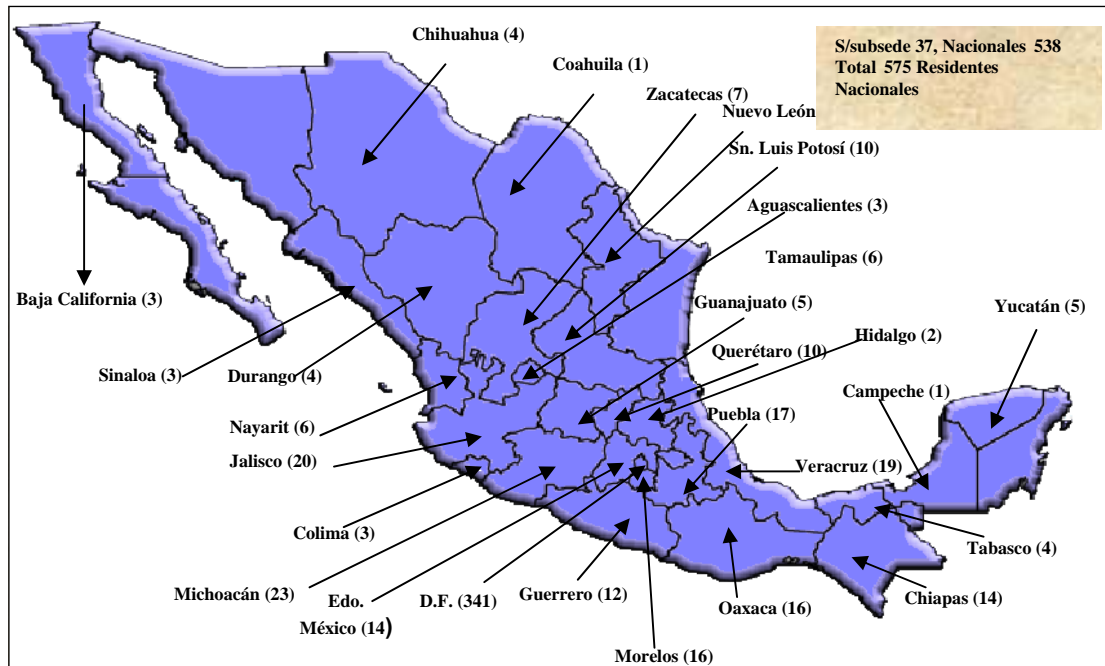 Chihuahua (4)
Coahuila (1)
S/subsede 37, Nacionales 538
Total 575 Residentes
Nacionales
Zacatecas (7)
Nuevo León
Sn. Luis Potosí (10)
Aguascalientes (3)
Tamaulipas (6)
Baja California (3)
Guanajuato (5)
Yucatán (5)
Hidalgo (2)
Querétaro (10)
Sinaloa (3)
Durango (4)
Campeche (1)
Puebla (17)
Nayarit (6)
Jalisco (20)
Veracruz (19)
Colima (3)
Tabasco (4)
Michoacán (23)
Edo.
México (14)
D.F. (341)
Guerrero (12)
Oaxaca (16)
Chiapas (14)
Morelos (16)